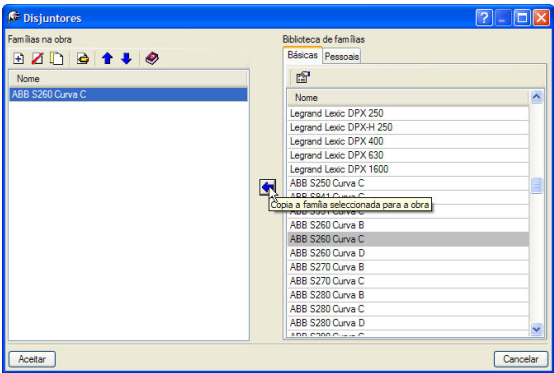 Disjuntores
Famílias na obra
Nome
ABB S260 Curva C
Biblioteca de famílias
Básicas Pessoais
Nome
Legrand Lexic DPX 250
Legrand Lexic DPX-H 250
Legrand Lexic DPX 400
Legrand Lexic DPX 630
Legrand Lexic DPX 1600
ABB S250 Curva C
ABB S941 Curva C
Copia a família seleccionada para a obra
ABB S260 Curva B
ABB S260 Curva C
ABB S260 Curva D
ABB S270 Curva B
ABB S270 Curva C
ABB S280 Curva B
ABB S280 Curva C
ABB S280 Curva D
Aceitar
Cancelar